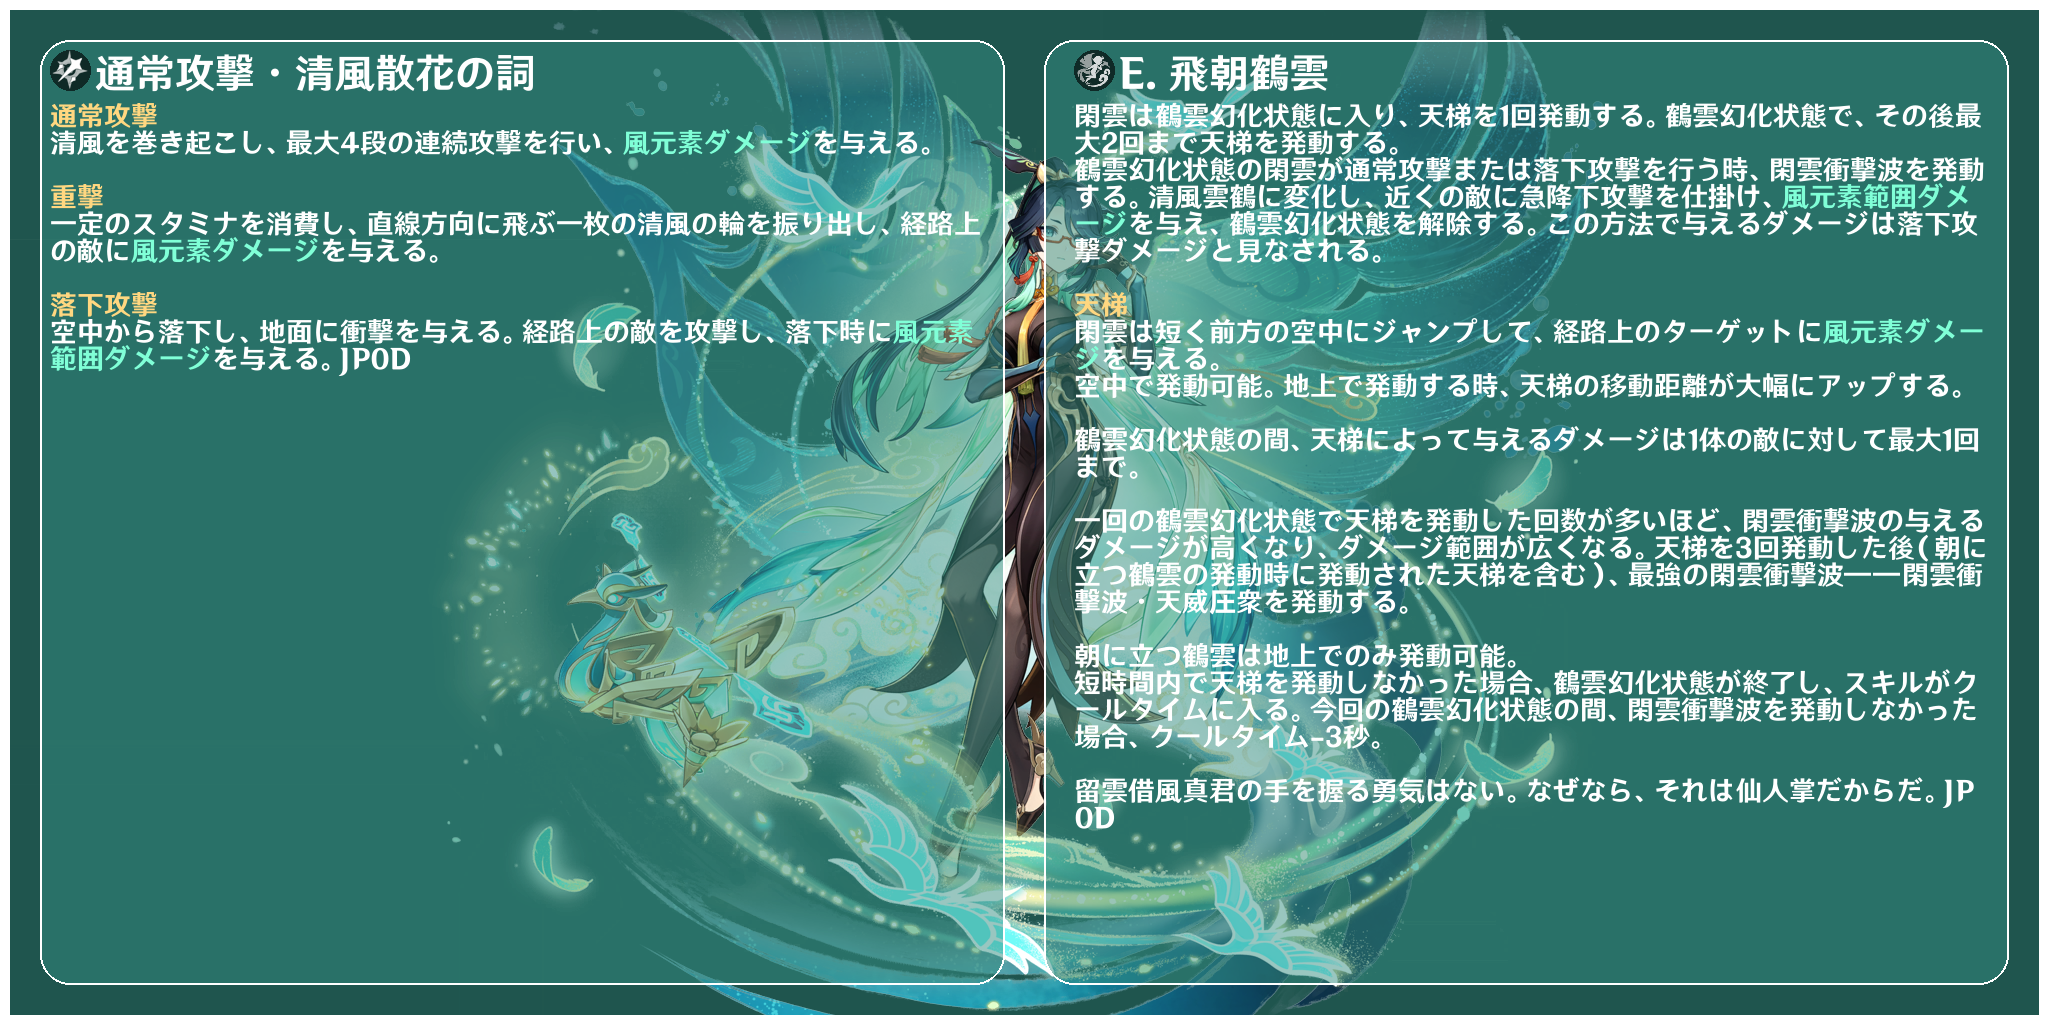 通常攻撃・清風散花の詞
通常攻撃
清風を巻き起こし、最大4段の連続攻撃を行い、風元素ダメージを与える。
重撃
一定のスタミナを消費し、直線方向に飛ぶ一枚の清風の輪を振り出し、経路上
の敵に風元素ダメージを与える。
落下攻撃
空中から落下し、地面に衝撃を与える。経路上の敵を攻撃し、落下時に風元素
範囲ダメージを与える。JPOD
E. 飛朝鶴雲
閑雲は鶴雲幻化状態に入り、天梯を1回発動する。鶴雲幻化状態で、その後最
大2回まで天梯を発動する。
鶴雲幻化状態の閑雲が通常攻撃または落下攻撃を行う時、閑雲衝撃波を発動
する。清風雲鶴に変化し、近くの敵に急降下攻撃を仕掛け、風元素範囲ダメ
ージを与え、鶴雲幻化状態を解除する。この方法で与えるダメージは落下攻
撃ダメージと見なされる。
天梯
閑雲は短く前方の空中にジャンプして、経路上のターゲットに風元素ダメー
ジを与える。
空中で発動可能。地上で発動する時、天梯の移動距離が大幅にアップする。
鶴雲幻化状態の間、天梯によって与えるダメージは1体の敵に対して最大1回
まで。
一回の鶴雲幻化状態で天梯を発動した回数が多いほど、閑雲衝撃波の与える
ダメージが高くなり、ダメージ範囲が広くなる。天梯を3回発動した後(朝に
立つ鶴雲の発動時に発動された天梯を含む)、最強の閑雲衝撃波——閑雲衝
撃波・天威圧衆を発動する。
朝に立つ鶴雲は地上でのみ発動可能。
短時間内で天梯を発動しなかった場合、鶴雲幻化状態が終了し、スキルがク
ールタイムに入る。今回の鶴雲幻化状態の間、閑雲衝撃波を発動しなかった
場合、クールタイム-3秒。
留雲借風真君の手を握る勇気はない。なぜなら、それは仙人掌だからだ。JP
OD